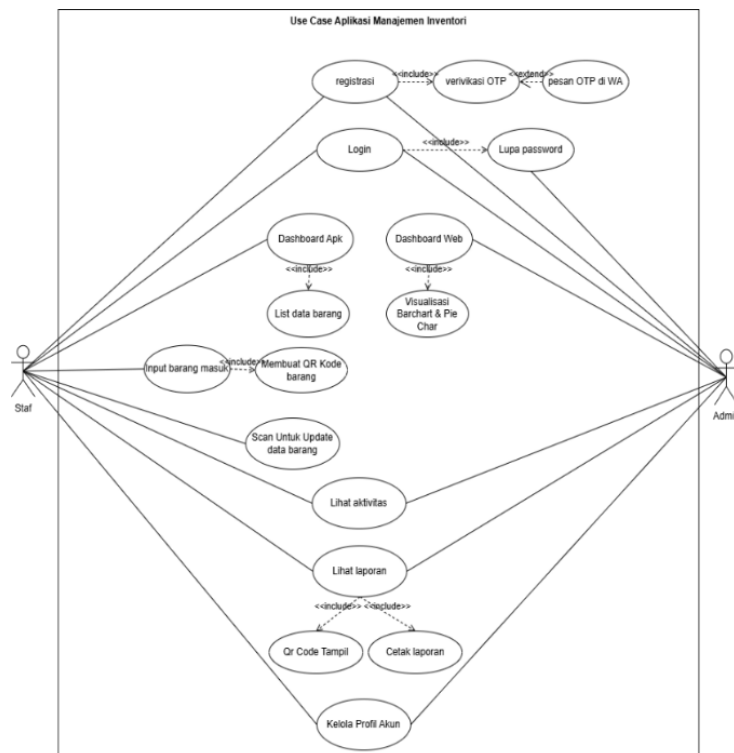 Use Case Aplikasi Manajemen Inventori
registrasi
<<include>>
verivikasi OTP
<<extend>>
pesan OTP di WA
Login
<<include>>
Lupa password
Dashboard Apk
Dashboard Web
<<include>>
<<include>>
List data barang
Visualisasi
Barchart & Pie
Char
Input barang masuk
<<include>>
Membuat QR Kode
barang
Staf
Admi
Scan Untuk Update
data barang
Lihat aktivitas
Lihat laporan
<<include>>
<<include>>
Qr Code Tampil
Cetak laporan
Kelola Profil Akun